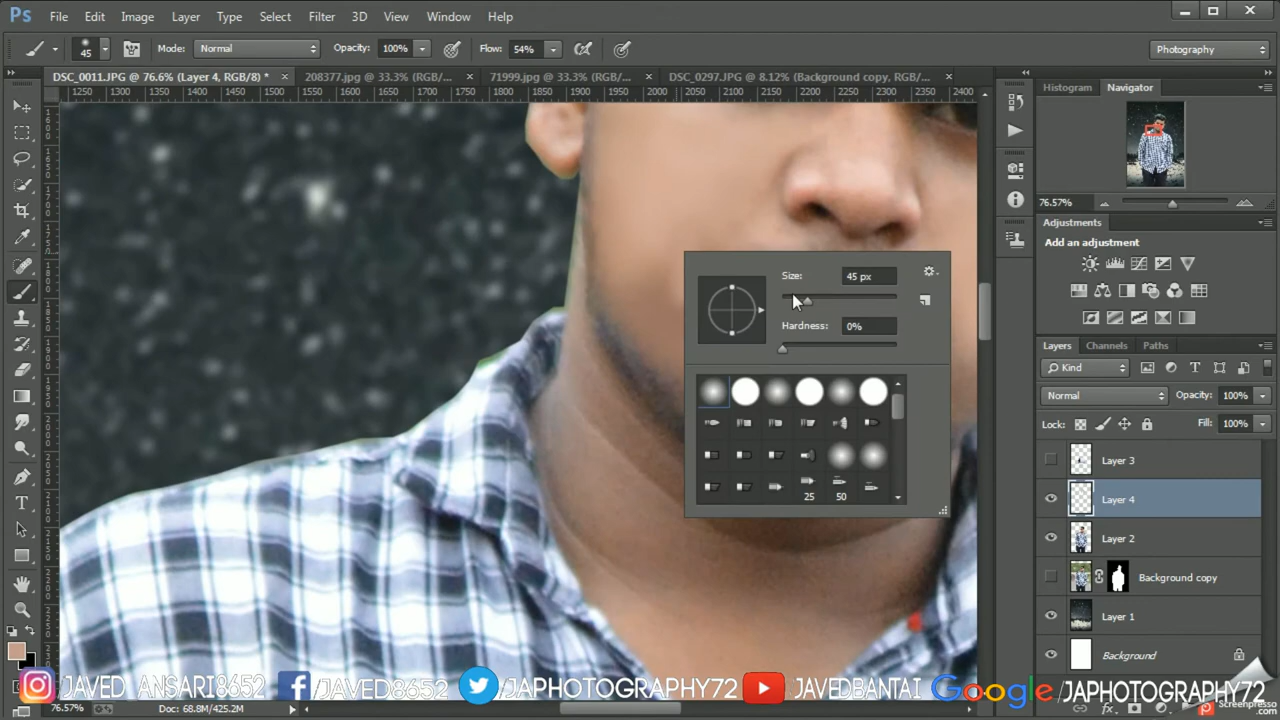 Ps File Edit Image Layer Type Select Filter 3D View Window Help
45 Mode: Normal Opacity: 100% Flow: 54% Photography
DSC_0011.JPG @ 76.6% (Layer 4, RGB/8) * 208377.jpg @ 33.3% (RGB/... 71999.jpg @ 33.3% (RGB/... DSC_0297.JPG @ 8.12% (Background copy, RGB/...
1250 1300 1350 1400 1450 1500 1550 1600 1650 1700 1750 1800 1850 1900 1950 2000 2050 2100 2150 2200 2250 2300 2350 2400
Histogram Navigator
76.57%
Adjustments
Add an adjustment
Size: 45 px
Hardness: 0%
25 50
Layers Channels Paths
Kind
Normal Opacity: 100%
Lock: Fill: 100%
Layer 3
Layer 4
Layer 2
Background copy
Layer 1
Background
JAVED_ANSARI8652 /JAVED8652 /JAPHOTOGRAPHY72 JAVEDBANTAI Google /JAPHOTOGRAPHY72
Screenpresso.com
76.57% Doc: 68.8M/425.2M